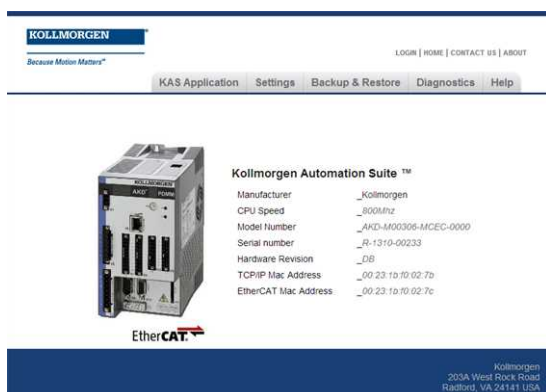 KOLLMORGEN
Because Motion Matters™
LOGIN | HOME | CONTACT US | ABOUT
KAS Application Settings Backup & Restore Diagnostics Help
KOLLMORGEN
AKD PDMM
EtherCAT
Kollmorgen Automation Suite ™
Manufacturer _Kollmorgen
CPU Speed _800Mhz
Model Number _AKD-M00306-MCEC-0000
Serial number _R-1310-00233
Hardware Revision _DB
TCP/IP Mac Address _00:23:1b:f0:02:7b
EtherCAT Mac Address _00:23:1b:f0:02:7c
Kollmorgen
203A West Rock Road
Radford, VA 24141 USA